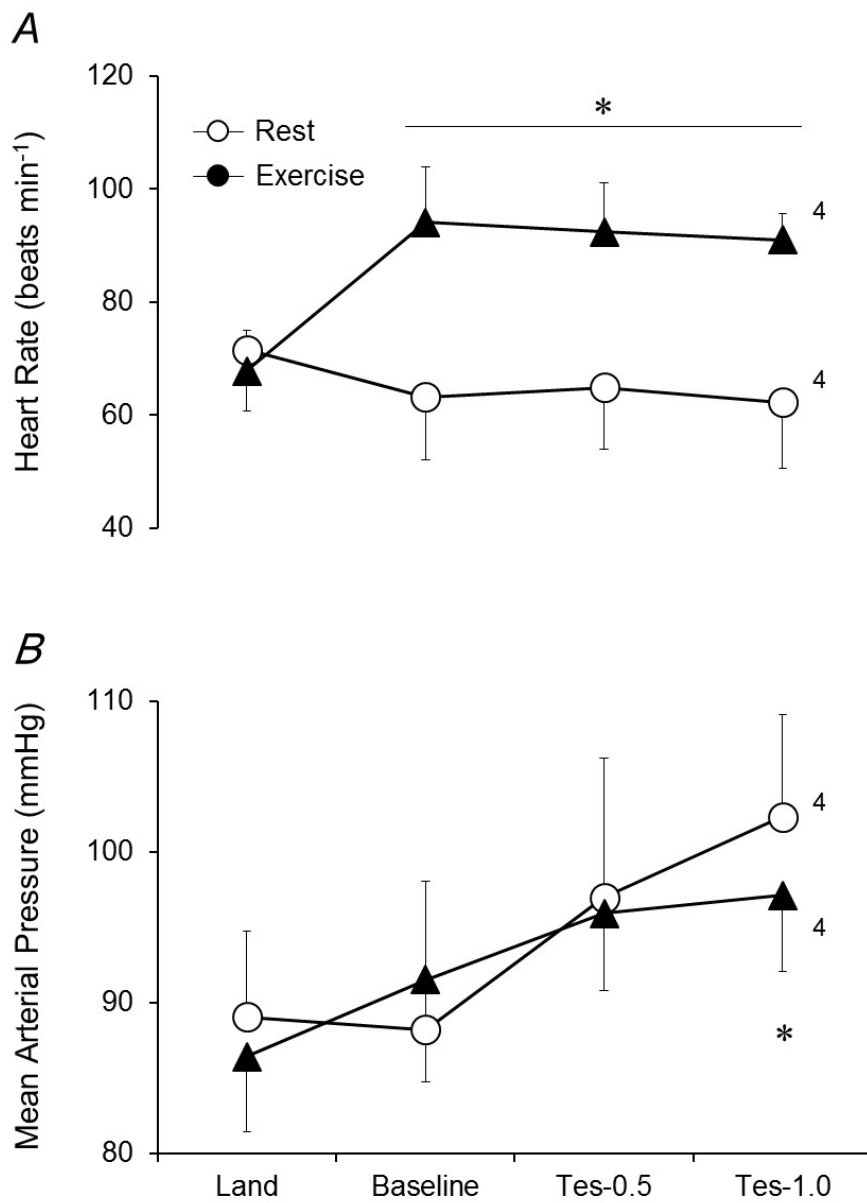 A
Heart Rate (beats min⁻¹)
120
100
80
60
40
Rest
Exercise
*
4
4
B
Mean Arterial Pressure (mmHg)
110
100
90
80
4
4
*
Land Baseline Tes-0.5 Tes-1.0